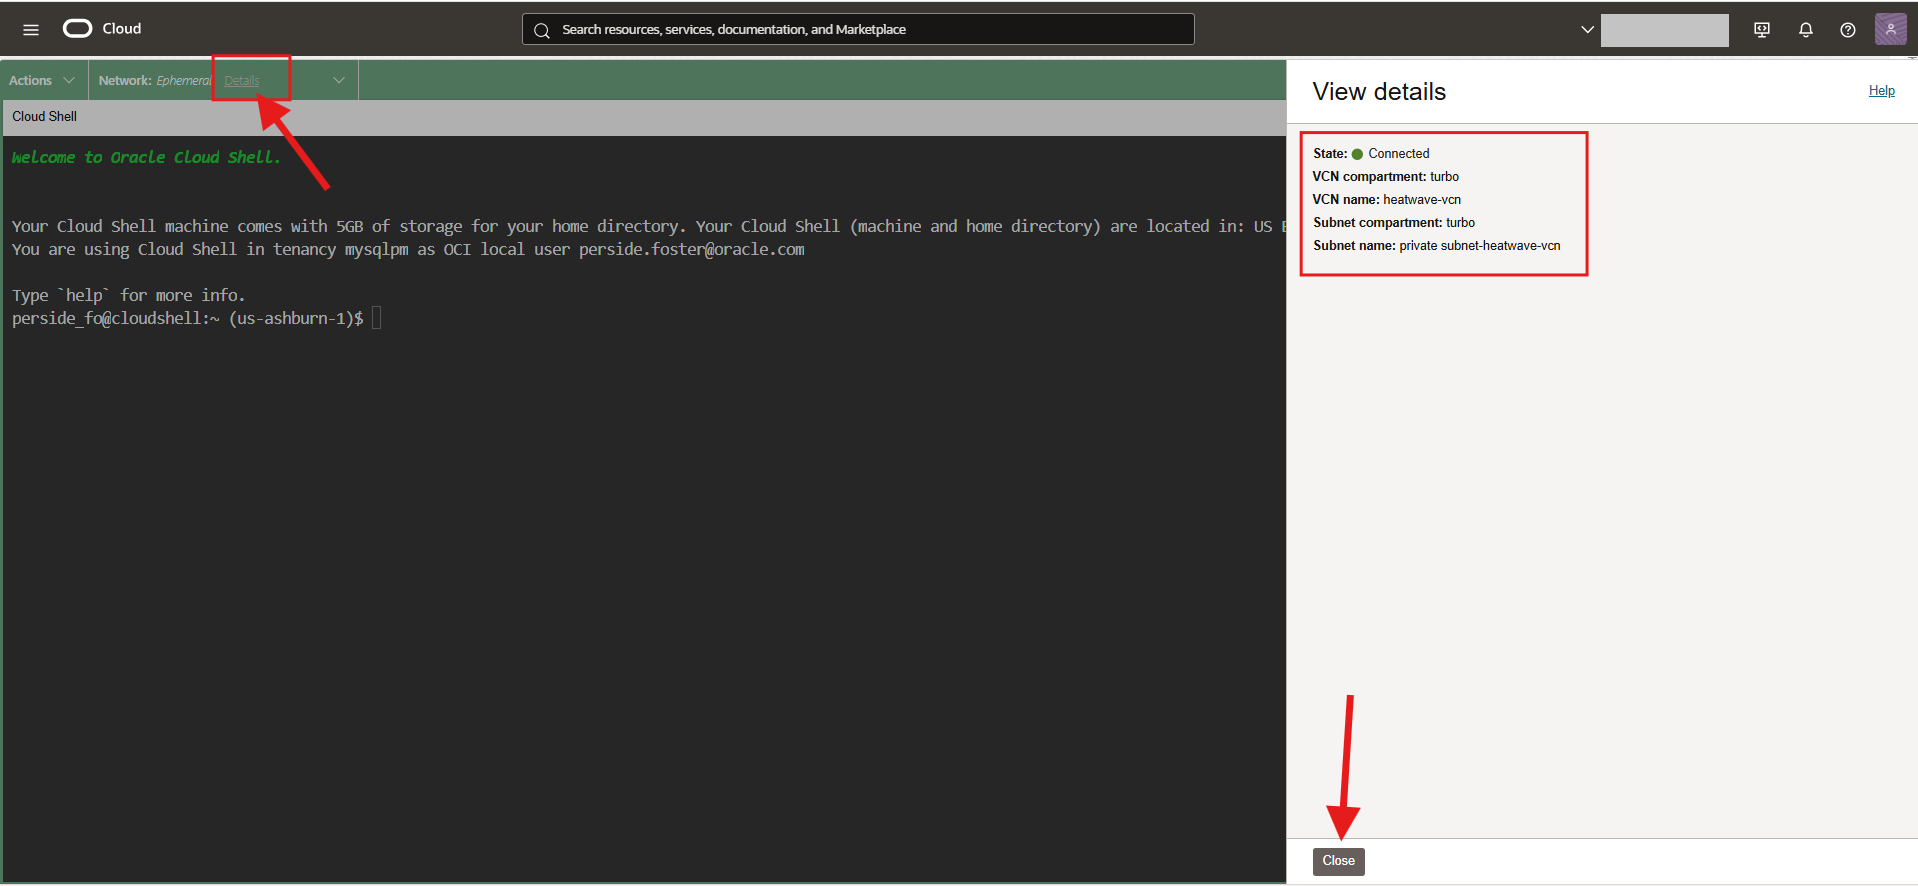 Cloud
Search resources, services, documentation, and Marketplace
Actions
Network: Ephemeral
Details
Cloud Shell
Welcome to Oracle Cloud Shell.
Your Cloud Shell machine comes with 5GB of storage for your home directory. Your Cloud Shell (machine and home directory) are located in: US
You are using Cloud Shell in tenancy mysqlpm as OCI local user perside.foster@oracle.com
Type `help` for more info.
perside_fo@cloudshell:~ (us-ashburn-1)$
View details
Help
State: Connected
VCN compartment: turbo
VCN name: heatwave-vcn
Subnet compartment: turbo
Subnet name: private subnet-heatwave-vcn
Close